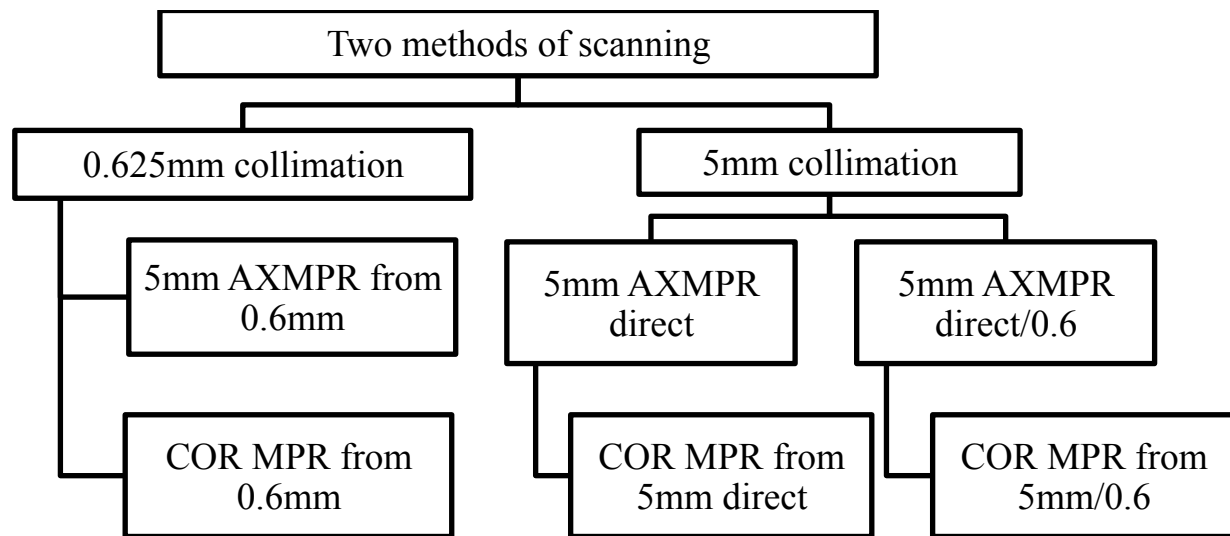 Two methods of scanning
0.625mm collimation
5mm AXMPR from
0.6mm
COR MPR from
0.6mm
5mm collimation
5mm AXMPR
direct
COR MPR from
5mm direct
5mm AXMPR
direct/0.6
COR MPR from
5mm/0.6